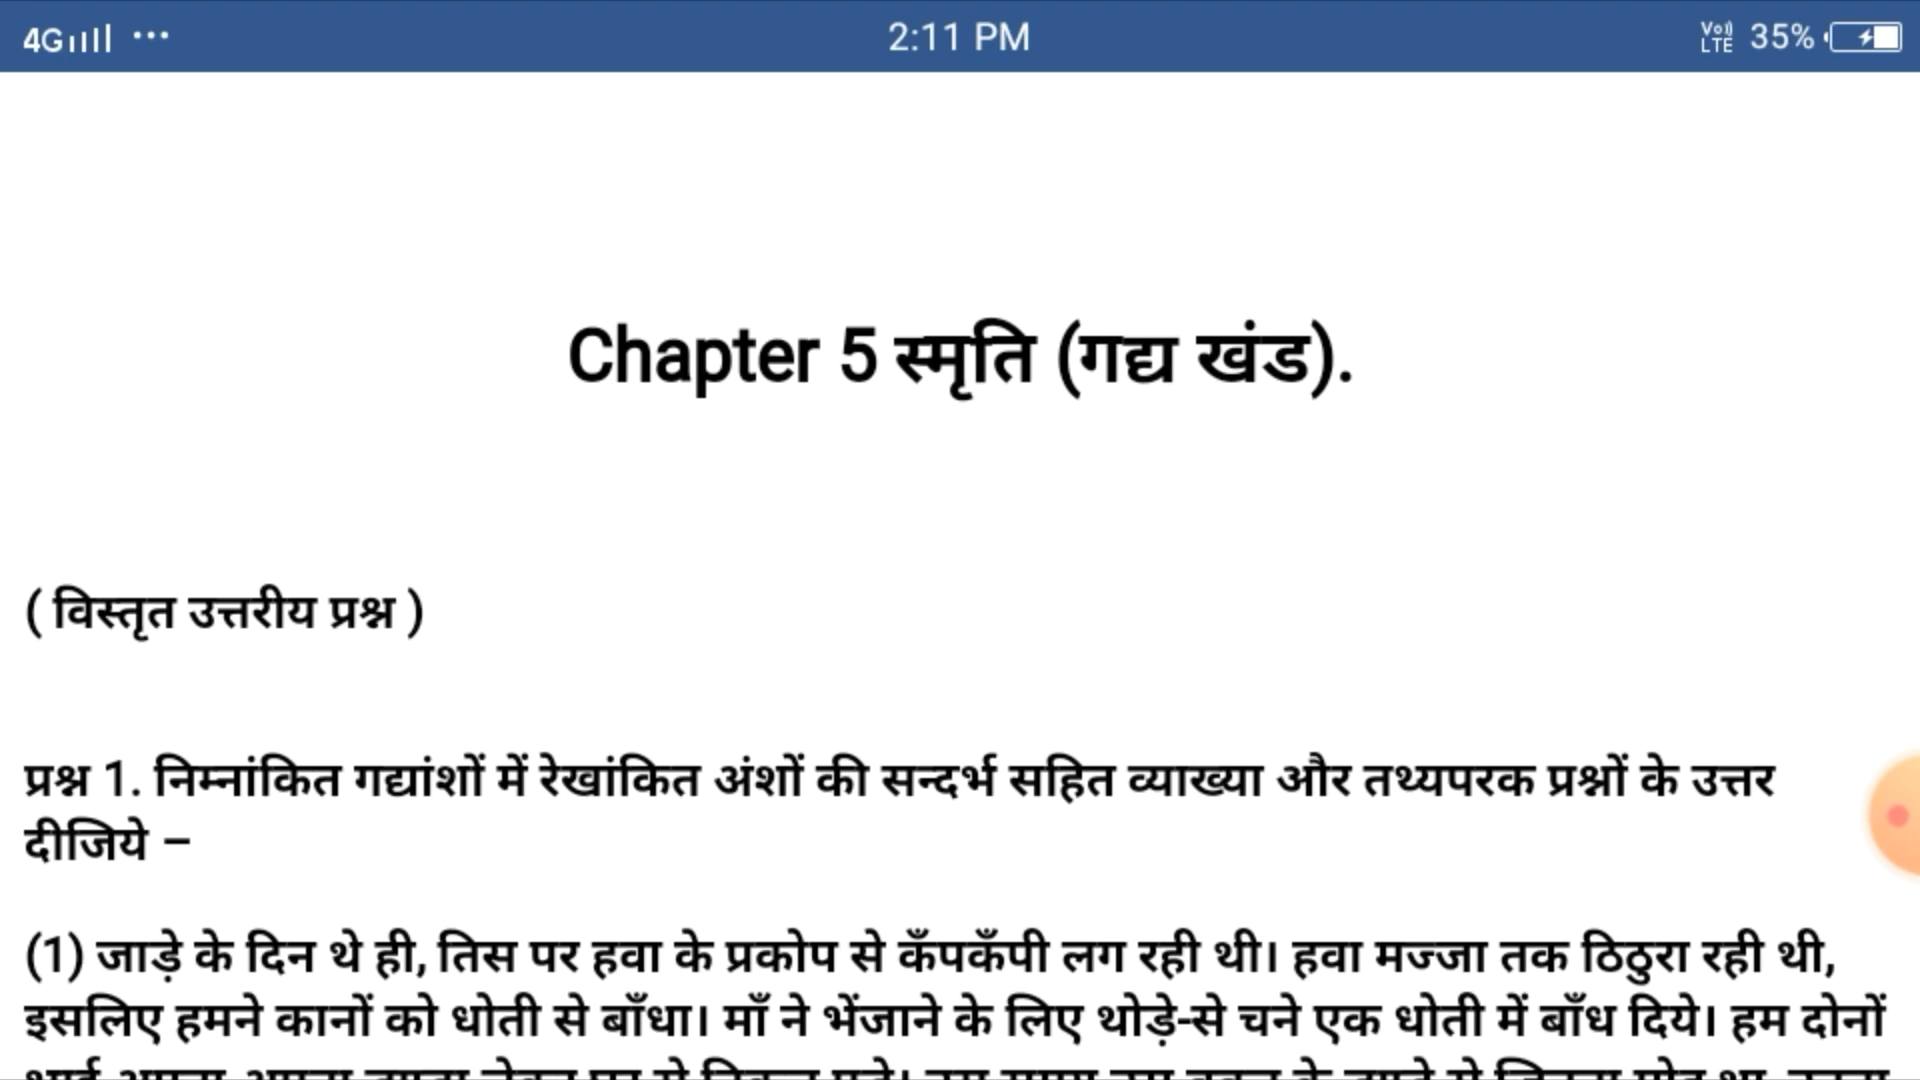 4G ...
2:11 PM
Vo) LTE 35%
Chapter 5 स्मृति (गद्य खंड).
( विस्तृत उत्तरीय प्रश्न )
प्रश्न 1. निम्नांकित गद्यांशों में रेखांकित अंशों की सन्दर्भ सहित व्याख्या और तथ्यपरक प्रश्नों के उत्तर
दीजिये –
(1) जाड़े के दिन थे ही, तिस पर हवा के प्रकोप से कँपकँपी लग रही थी। हवा मज्जा तक ठिठुरा रही थी,
इसलिए हमने कानों को धोती से बाँधा। माँ ने भेंजाने के लिए थोड़े-से चने एक धोती में बाँध दिये। हम दोनों